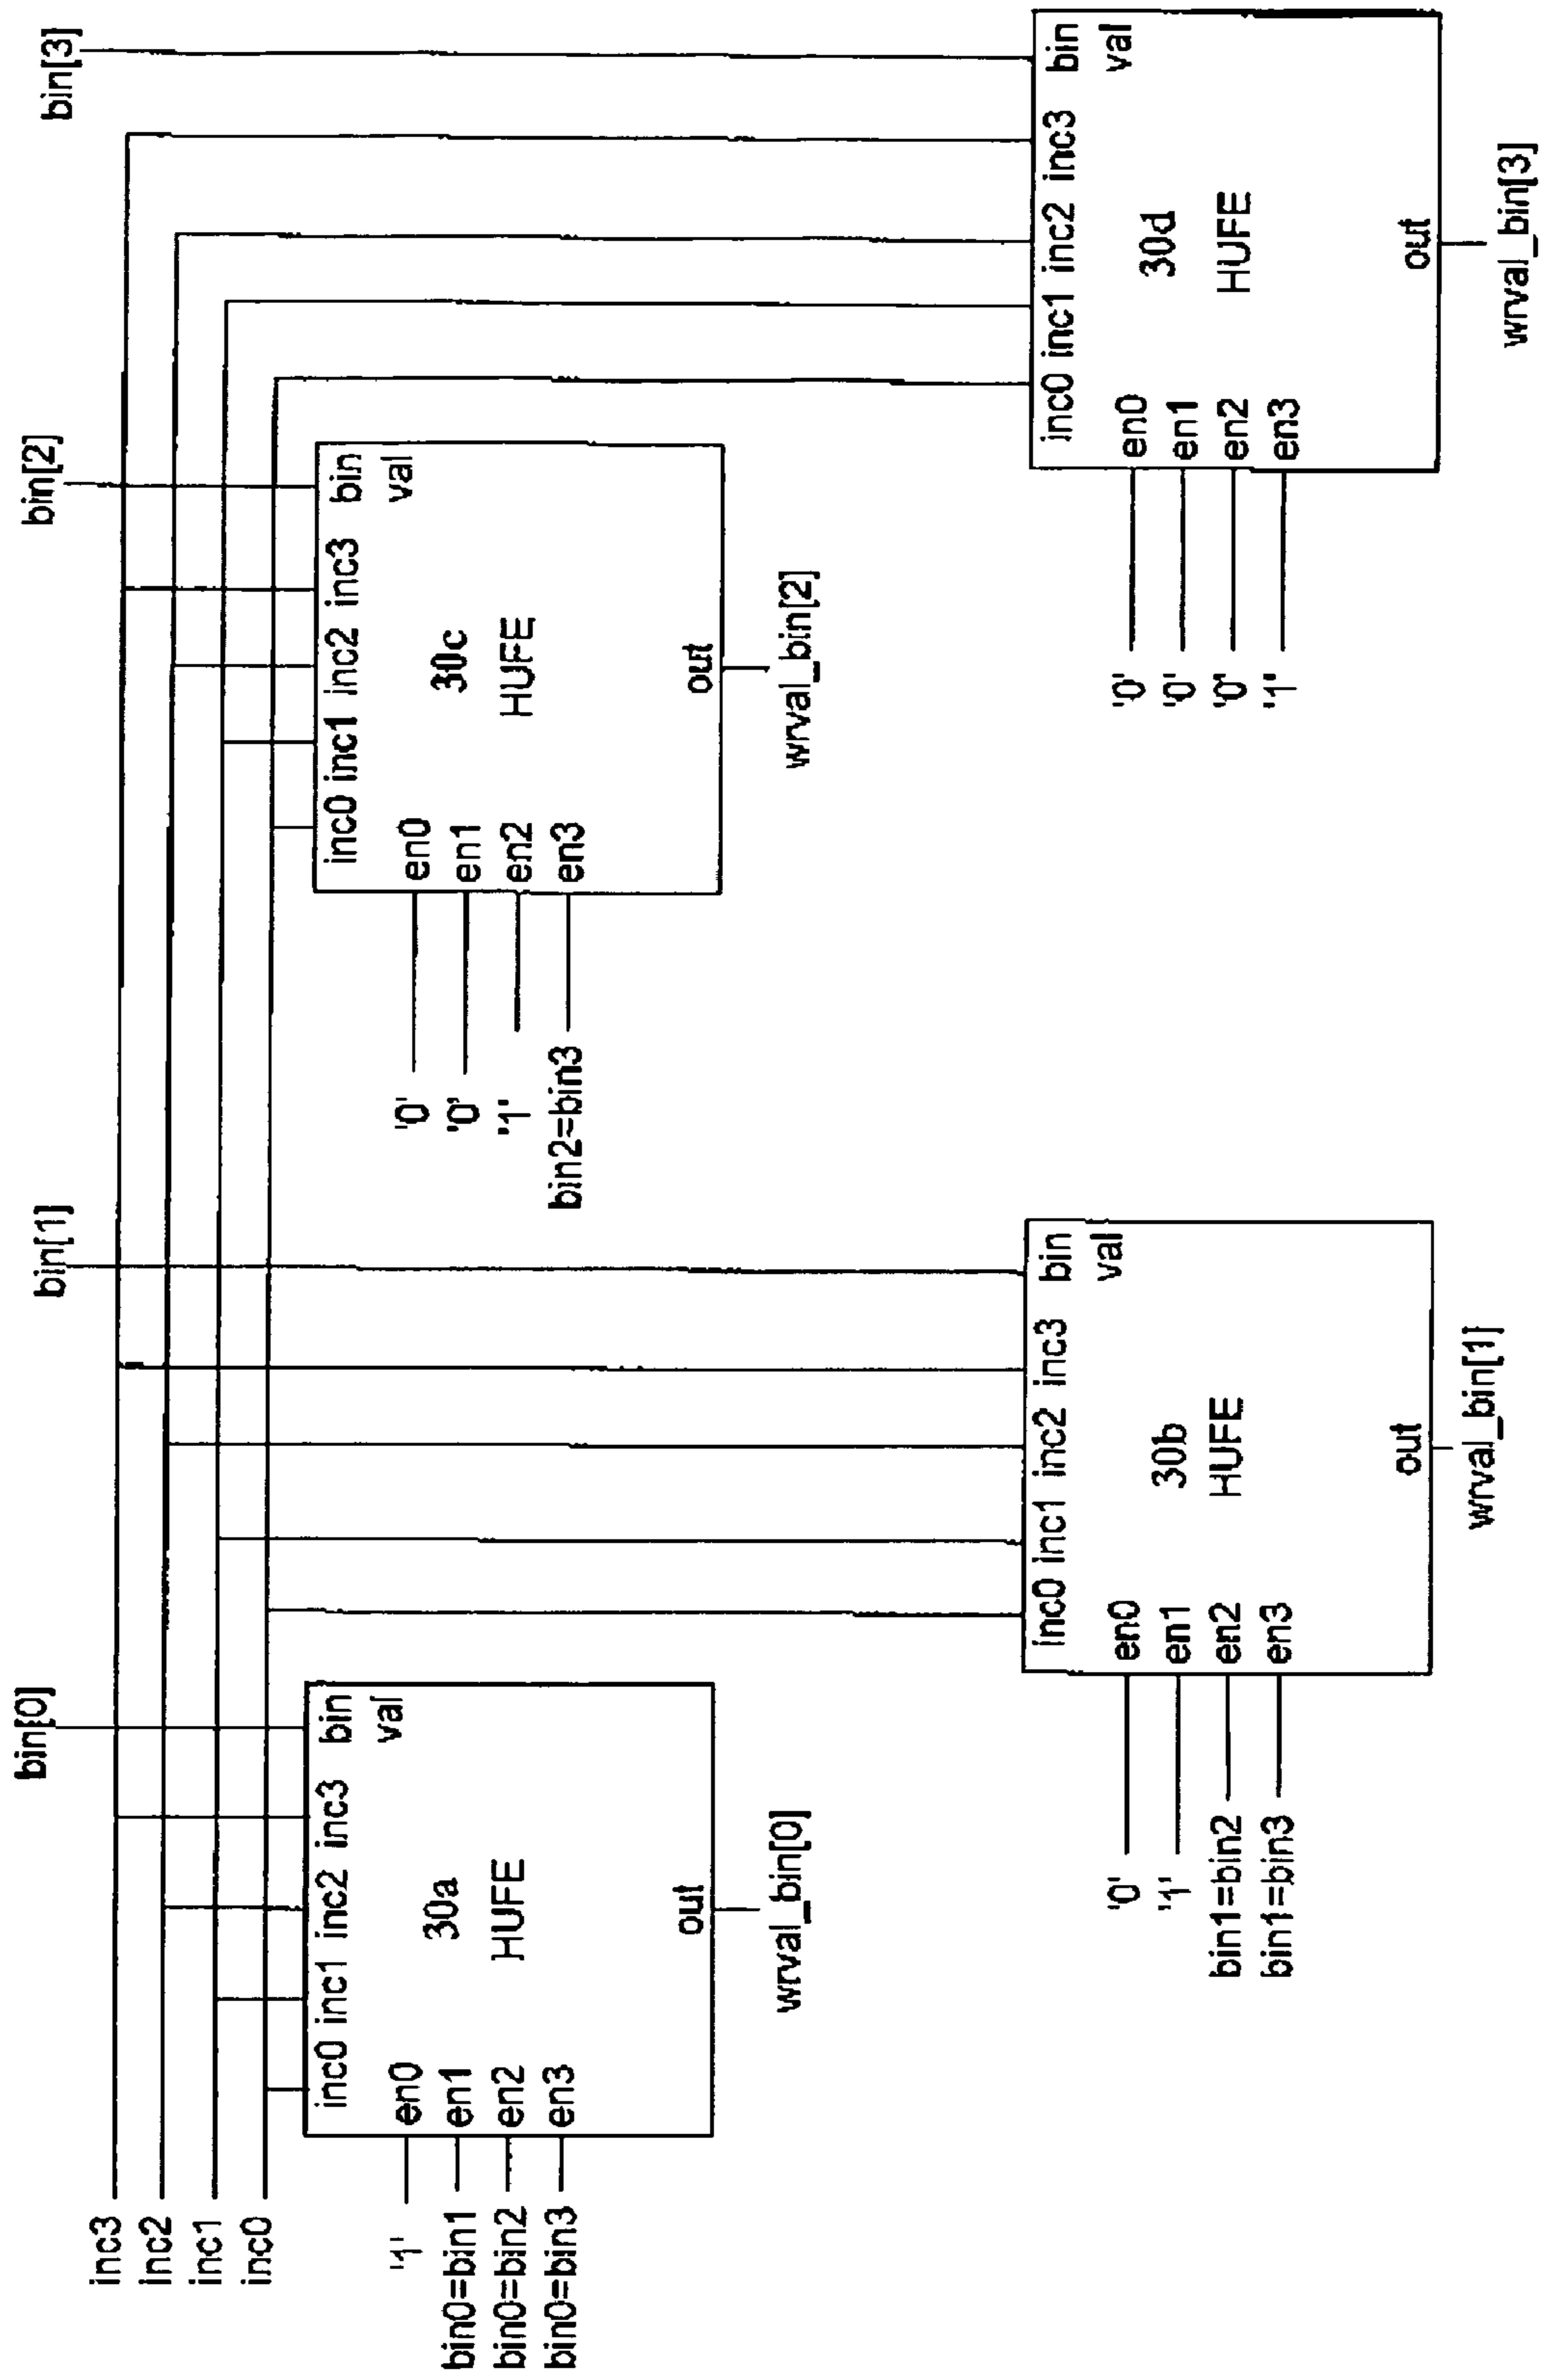 bin[0]
bin[1]
bin[2]
bin[3]
inc3
inc2
inc1
inc0
inc0 inc1 inc2 inc3 bin
val
en0
en1
en2
en3
30a
HUFE
out
'1'
bin0=bin1
bin0=bin2
bin0=bin3
wrval_bin[0]
inc0 inc1 inc2 inc3 bin
val
en0
en1
en2
en3
30b
HUFE
out
'0'
'1'
bin1=bin2
bin1=bin3
wrval_bin[1]
inc0 inc1 inc2 inc3 bin
val
en0
en1
en2
en3
30c
HUFE
out
'0'
'0'
'1'
bin2=bin3
wrval_bin[2]
inc0 inc1 inc2 inc3 bin
val
en0
en1
en2
en3
30d
HUFE
out
'0'
'0'
'0'
'1'
wrval_bin[3]